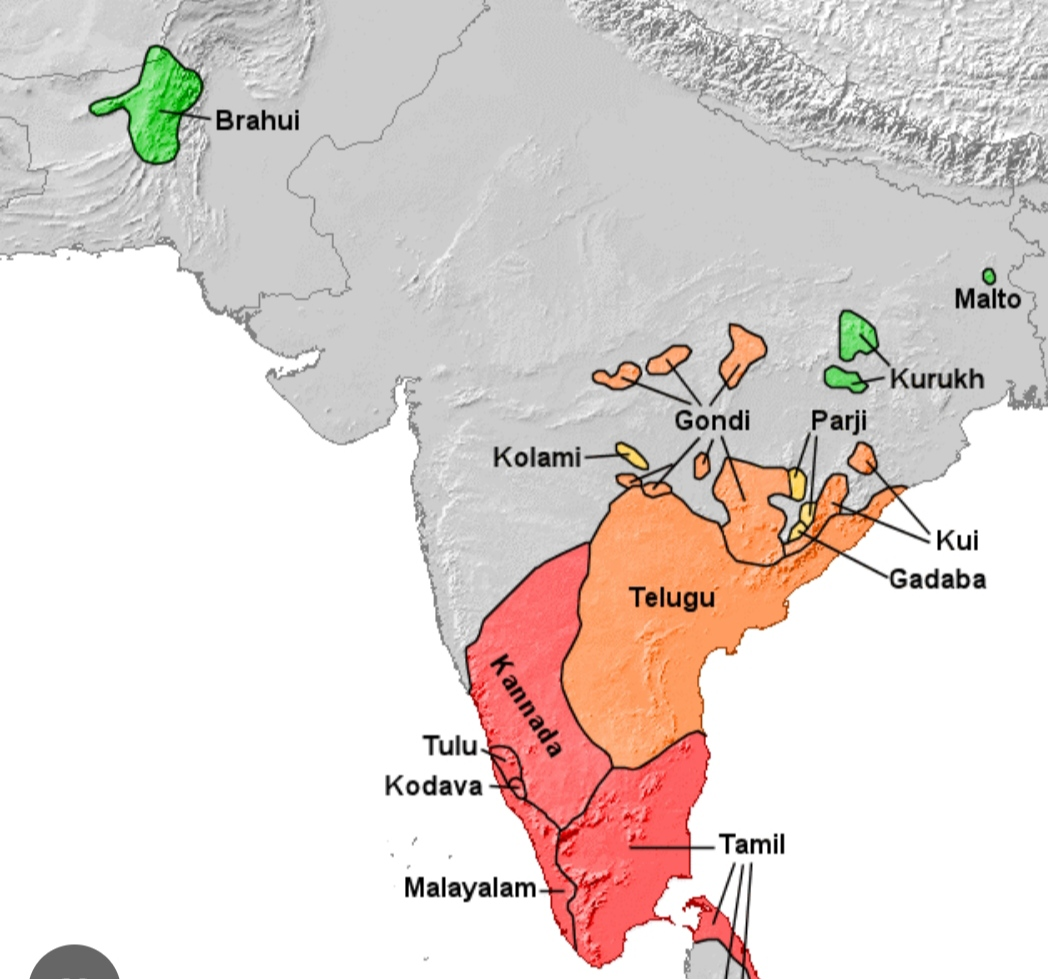 Brahui
Malto
Kurukh
Gondi
Parji
Kolami
Kui
Gadaba
Telugu
Kannada
Tulu
Kodava
Tamil
Malayalam